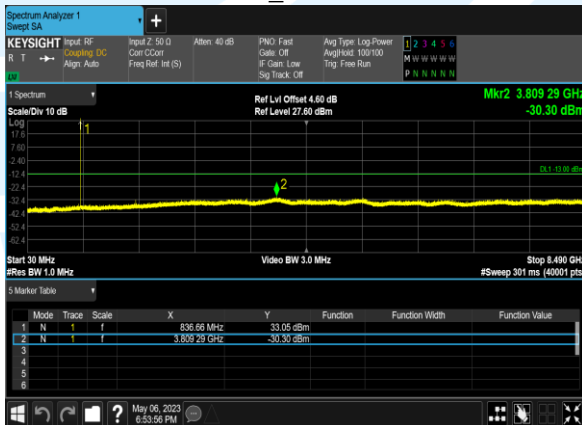 Spectrum Analyzer 1
Swept SA
KEYSIGHT Input: RF Input Z: 50 Ω Atten: 40 dB PNO: Fast Avg Type: Log-Power 1 2 3 4 5 6
R T Coupling: DC Corr CCorr Gate: Off Avg|Hold: 100/100 M W W W W W
Align: Auto Freq Ref: Int (S) IF Gain: Low Trig: Free Run
LW Sig Track: Off P N N N N N
1 Spectrum Ref Lvl Offset 4.60 dB Mkr2 3.809 29 GHz
Scale/Div 10 dB Ref Level 27.60 dBm -30.30 dBm
Log
17.6
7.60
-2.40
-12.4
-22.4
-32.4
-42.4
-52.4
-62.4
1
DL1 -13.00 dBm
2
Start 30 MHz Video BW 3.0 MHz Stop 8.490 GHz
#Res BW 1.0 MHz #Sweep 301 ms (40001 pts)
5 Marker Table
Mode Trace Scale X Y Function Function Width Function Value
1 N 1 f 836.66 MHz 33.05 dBm
2 N 1 f 3.809 29 GHz -30.30 dBm
3
4
5
6
? May 06, 2023
6:53:56 PM